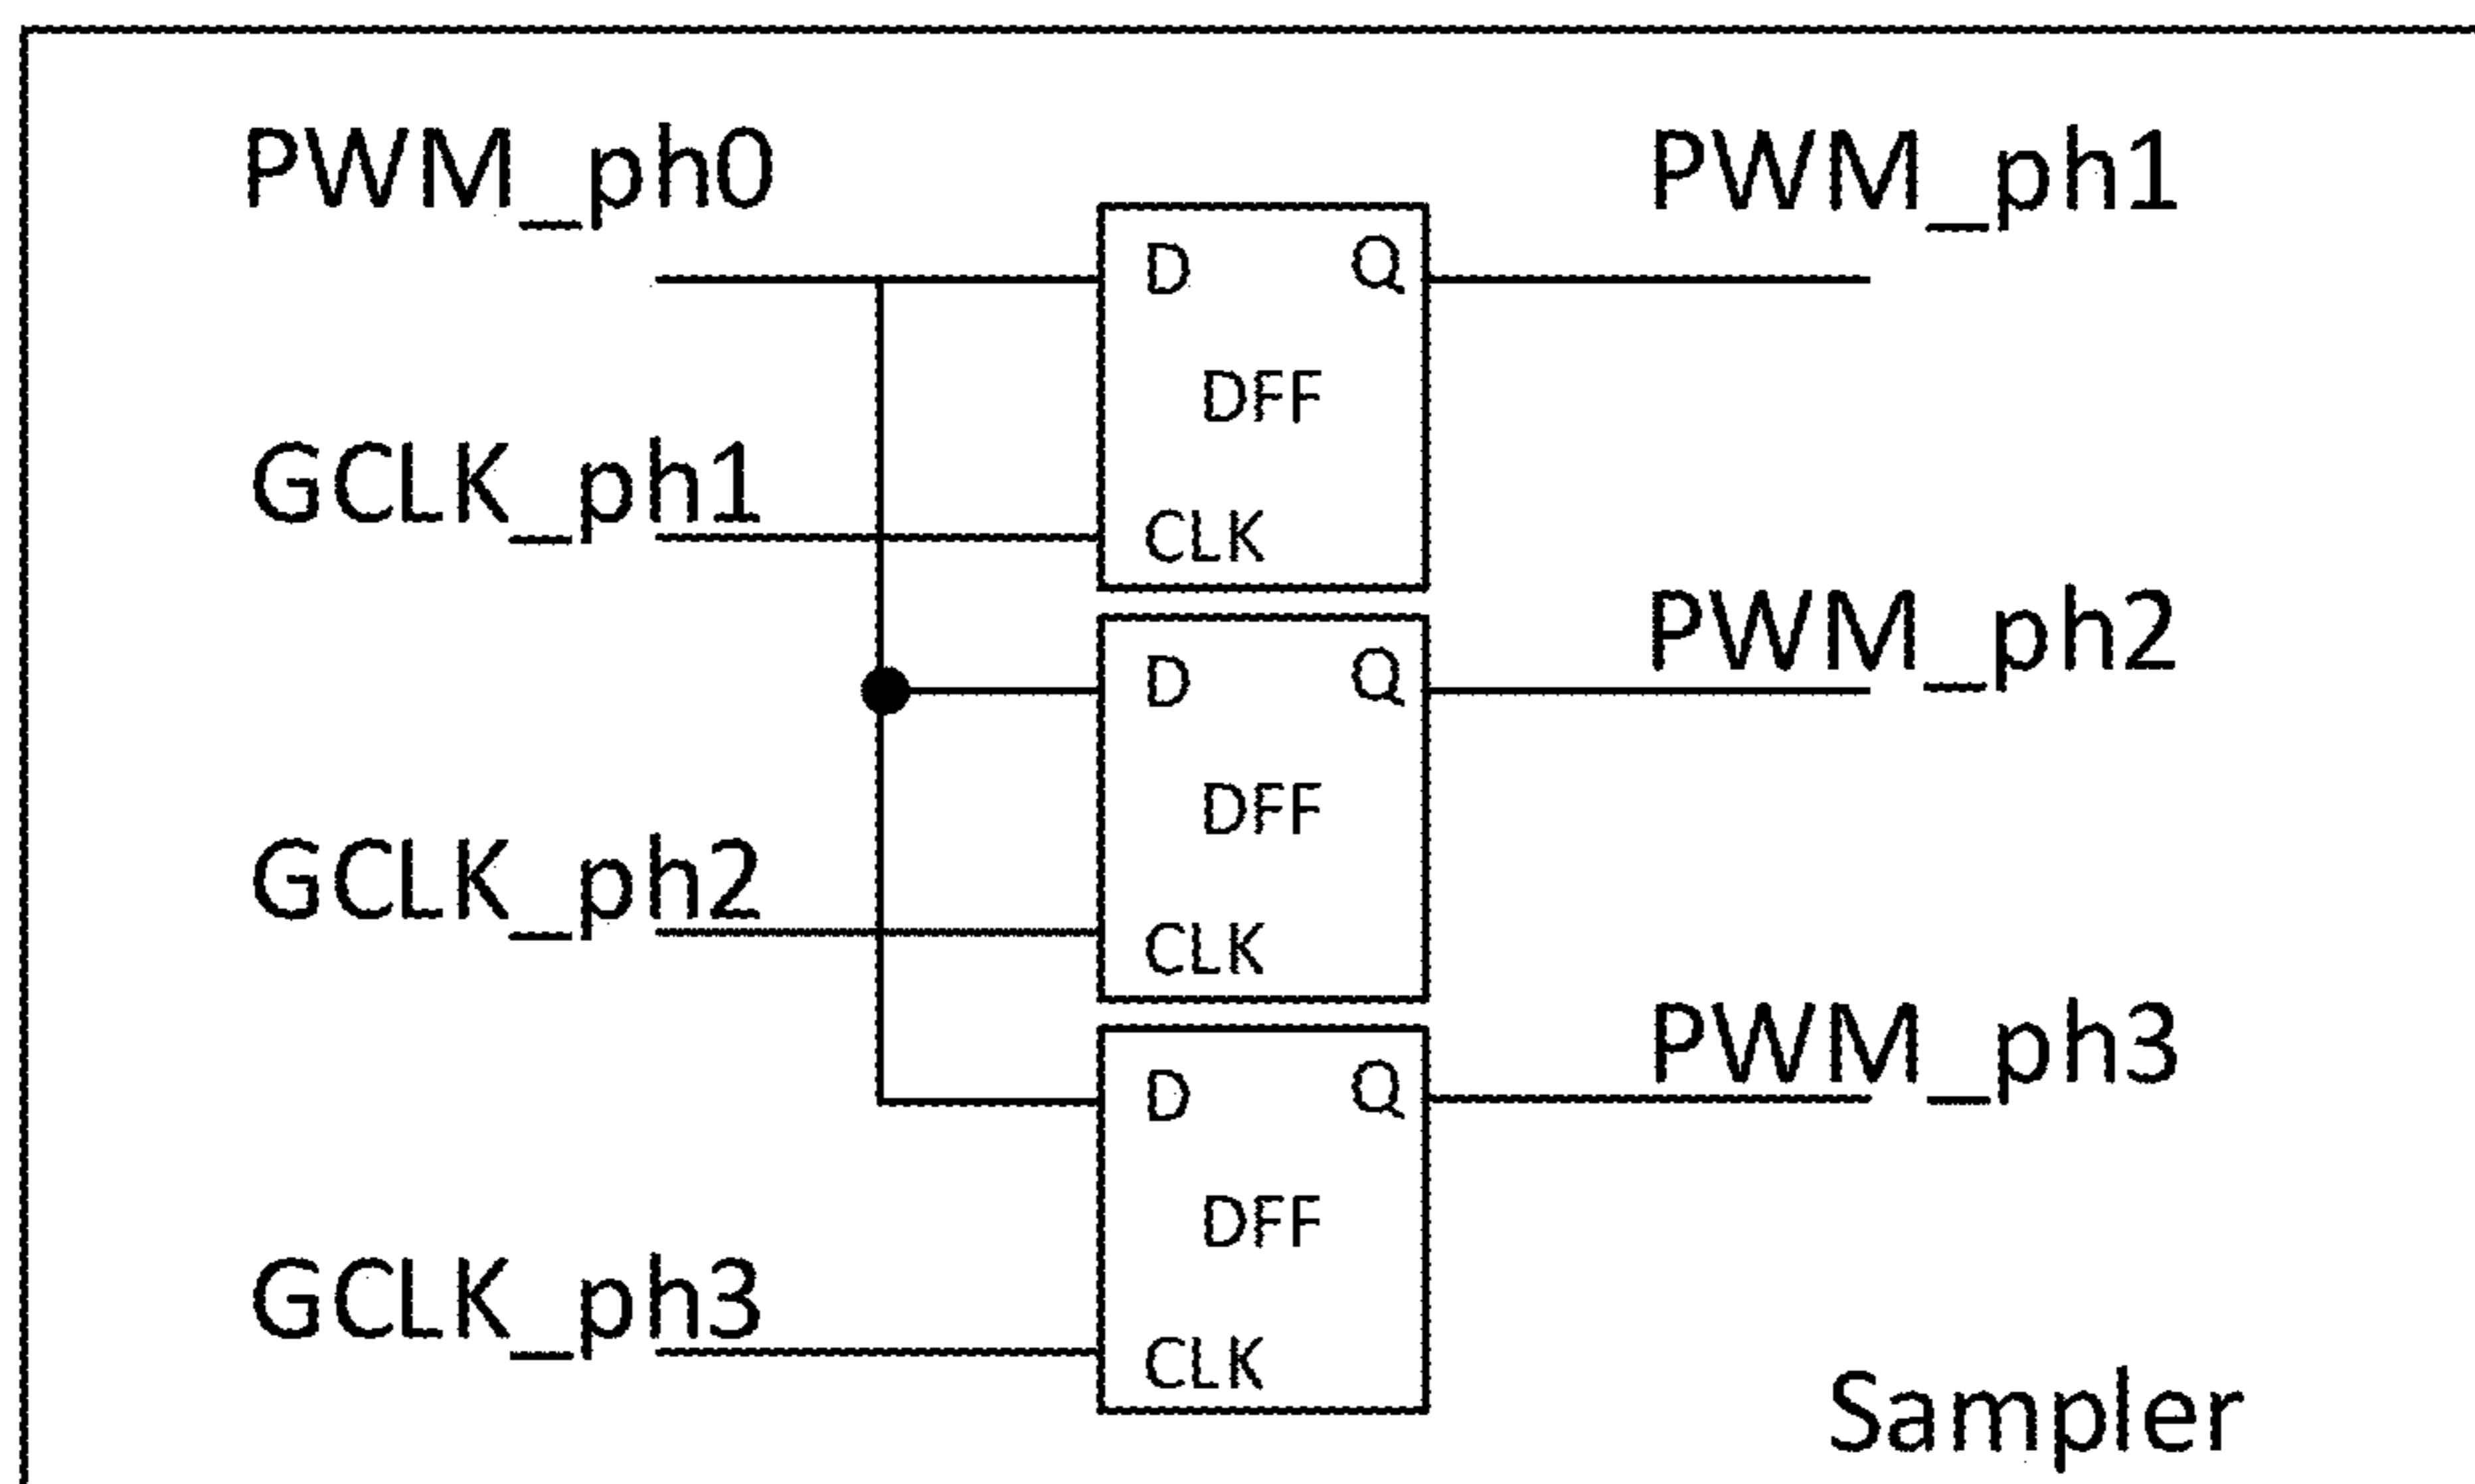 PWM_ph0
PWM_ph1
D
Q
DFF
GCLK_ph1
CLK
PWM_ph2
D
Q
DFF
GCLK_ph2
CLK
PWM_ph3
D
Q
DFF
GCLK_ph3
CLK
Sampler